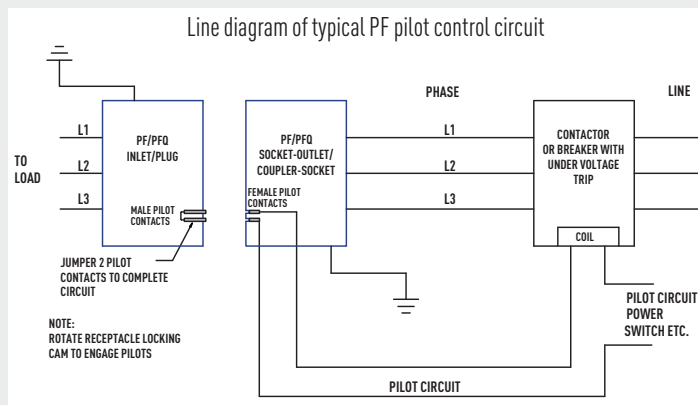 Line diagram of typical PF pilot control circuit
PHASE
LINE
TO
LOAD
L1
L2
L3
PF/PFQ
INLET/PLUG
MALE PILOT
CONTACTS
PF/PFQ
SOCKET-OUTLET/
COUPLER-SOCKET
FEMALE PILOT
CONTACTS
L1
L2
L3
CONTACTOR
OR BREAKER WITH
UNDER VOLTAGE
TRIP
COIL
JUMPER 2 PILOT
CONTACTS TO COMPLETE
CIRCUIT
NOTE:
ROTATE RECEPTACLE LOCKING
CAM TO ENGAGE PILOTS
PILOT CIRCUIT
POWER
SWITCH ETC.
PILOT CIRCUIT